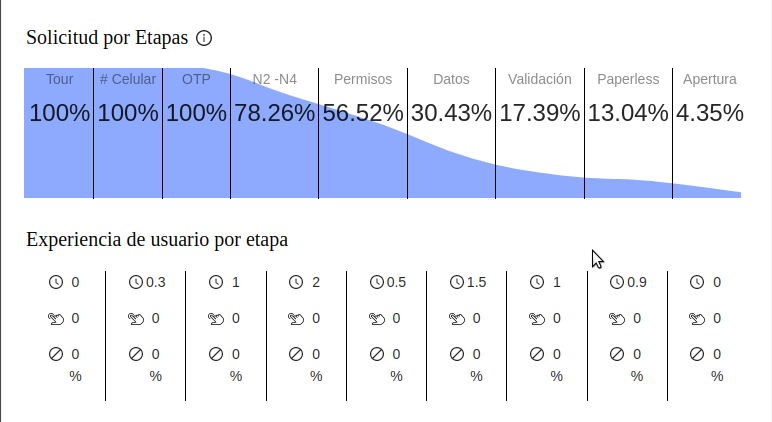 Solicitud por Etapas
Tour # Celular OTP N2 -N4 Permisos Datos Validación Paperless Apertura
100% 100% 100% 78.26% 56.52% 30.43% 17.39% 13.04% 4.35%
Experiencia de usuario por etapa
0 0.3 1 2 0.5 1.5 1 0.9 0
0 0 0 0 0 0 0 0 0
0 0 0 0 0 0 0 0 0
% % % % % % % % %